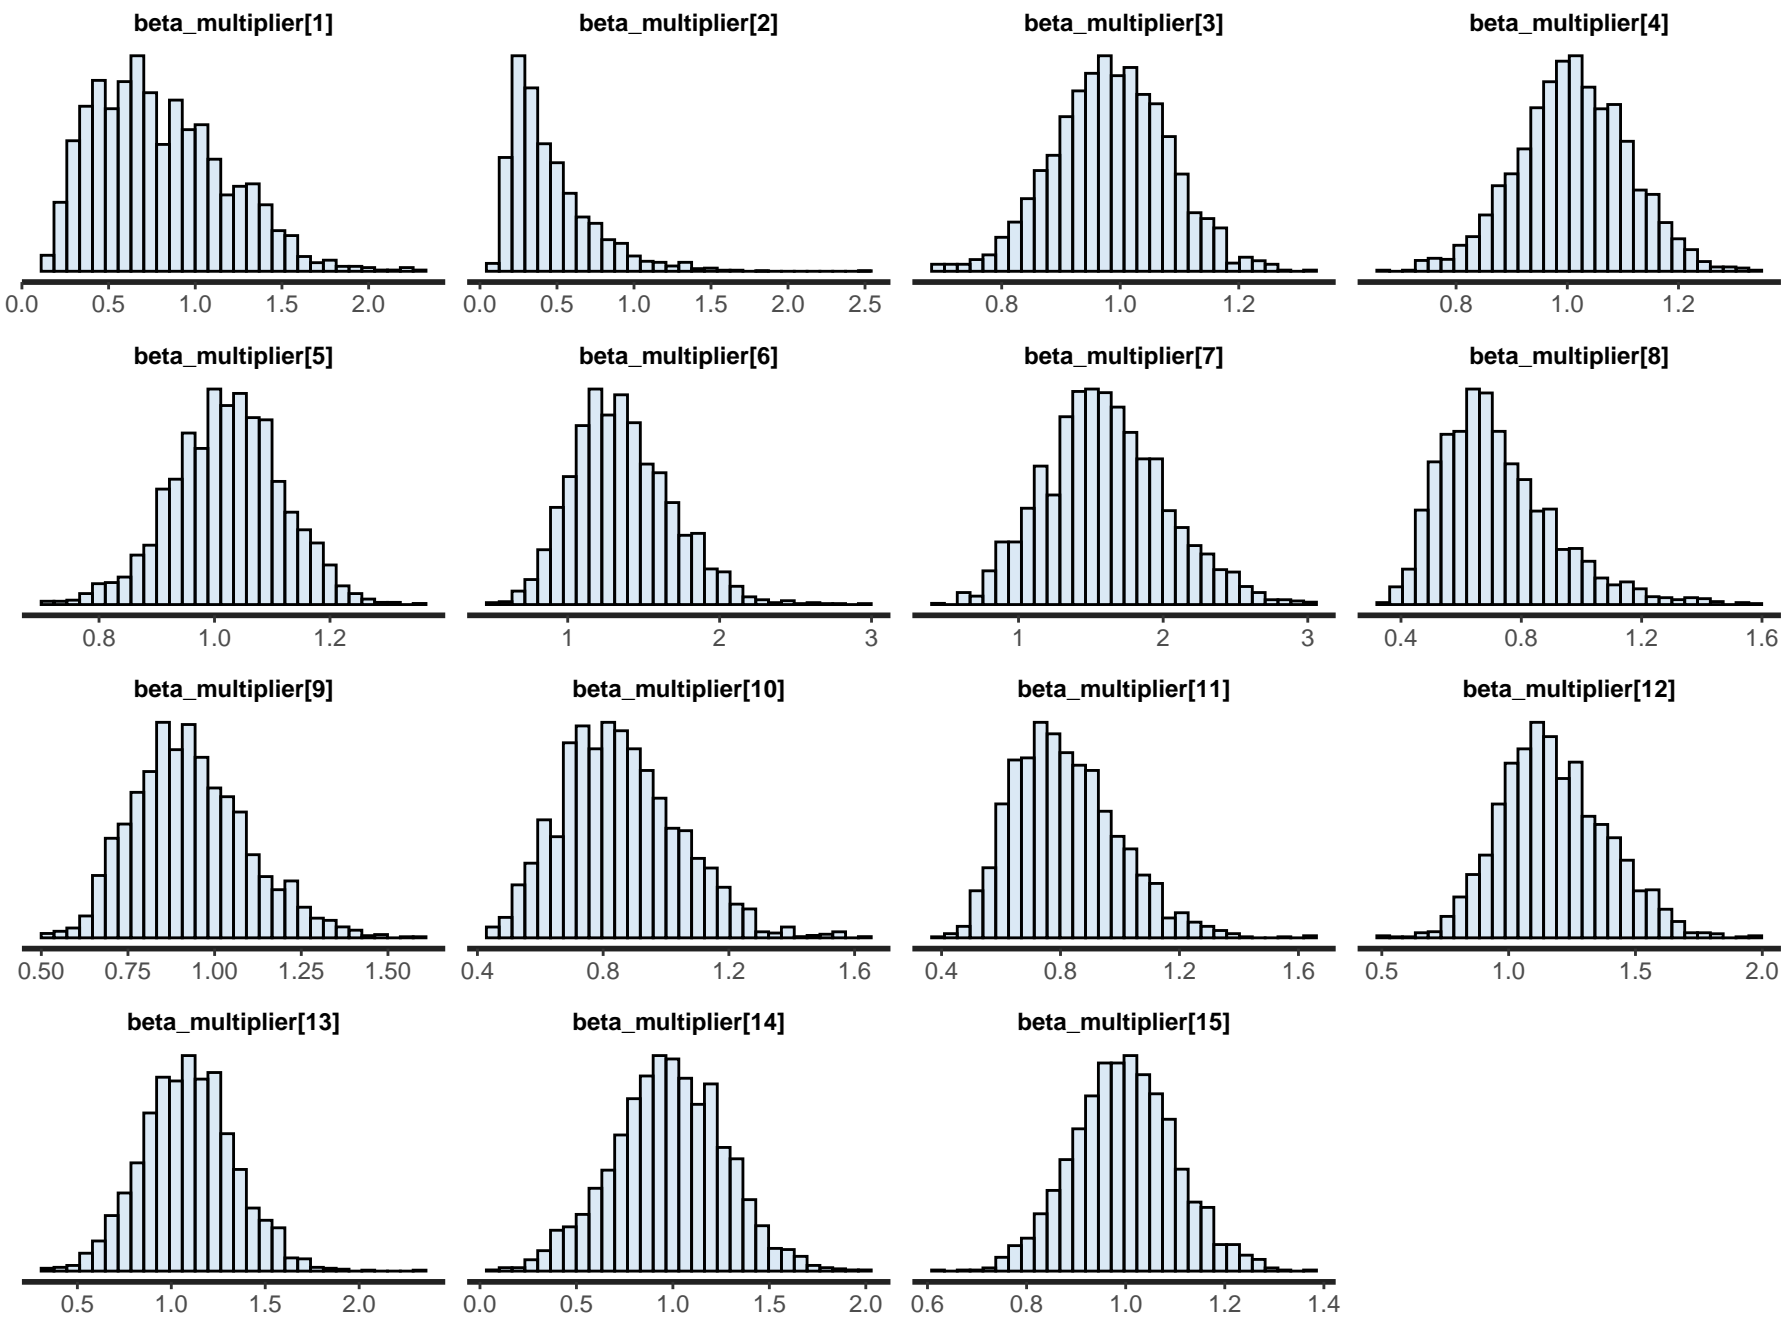 beta_multiplier[1] beta_multiplier[2] beta_multiplier[3] beta_multiplier[4]
0.0 0.5 1.0 1.5 2.0 0.0 0.5 1.0 1.5 2.0 2.5 0.8 1.0 1.2 0.8 1.0 1.2
beta_multiplier[5] beta_multiplier[6] beta_multiplier[7] beta_multiplier[8]
0.8 1.0 1.2 1 2 3 1 2 3 0.4 0.8 1.2 1.6
beta_multiplier[9] beta_multiplier[10] beta_multiplier[11] beta_multiplier[12]
0.50 0.75 1.00 1.25 1.50 0.4 0.8 1.2 1.6 0.4 0.8 1.2 1.6 0.5 1.0 1.5 2.0
beta_multiplier[13] beta_multiplier[14] beta_multiplier[15]
0.5 1.0 1.5 2.0 0.0 0.5 1.0 1.5 2.0 0.6 0.8 1.0 1.2 1.4